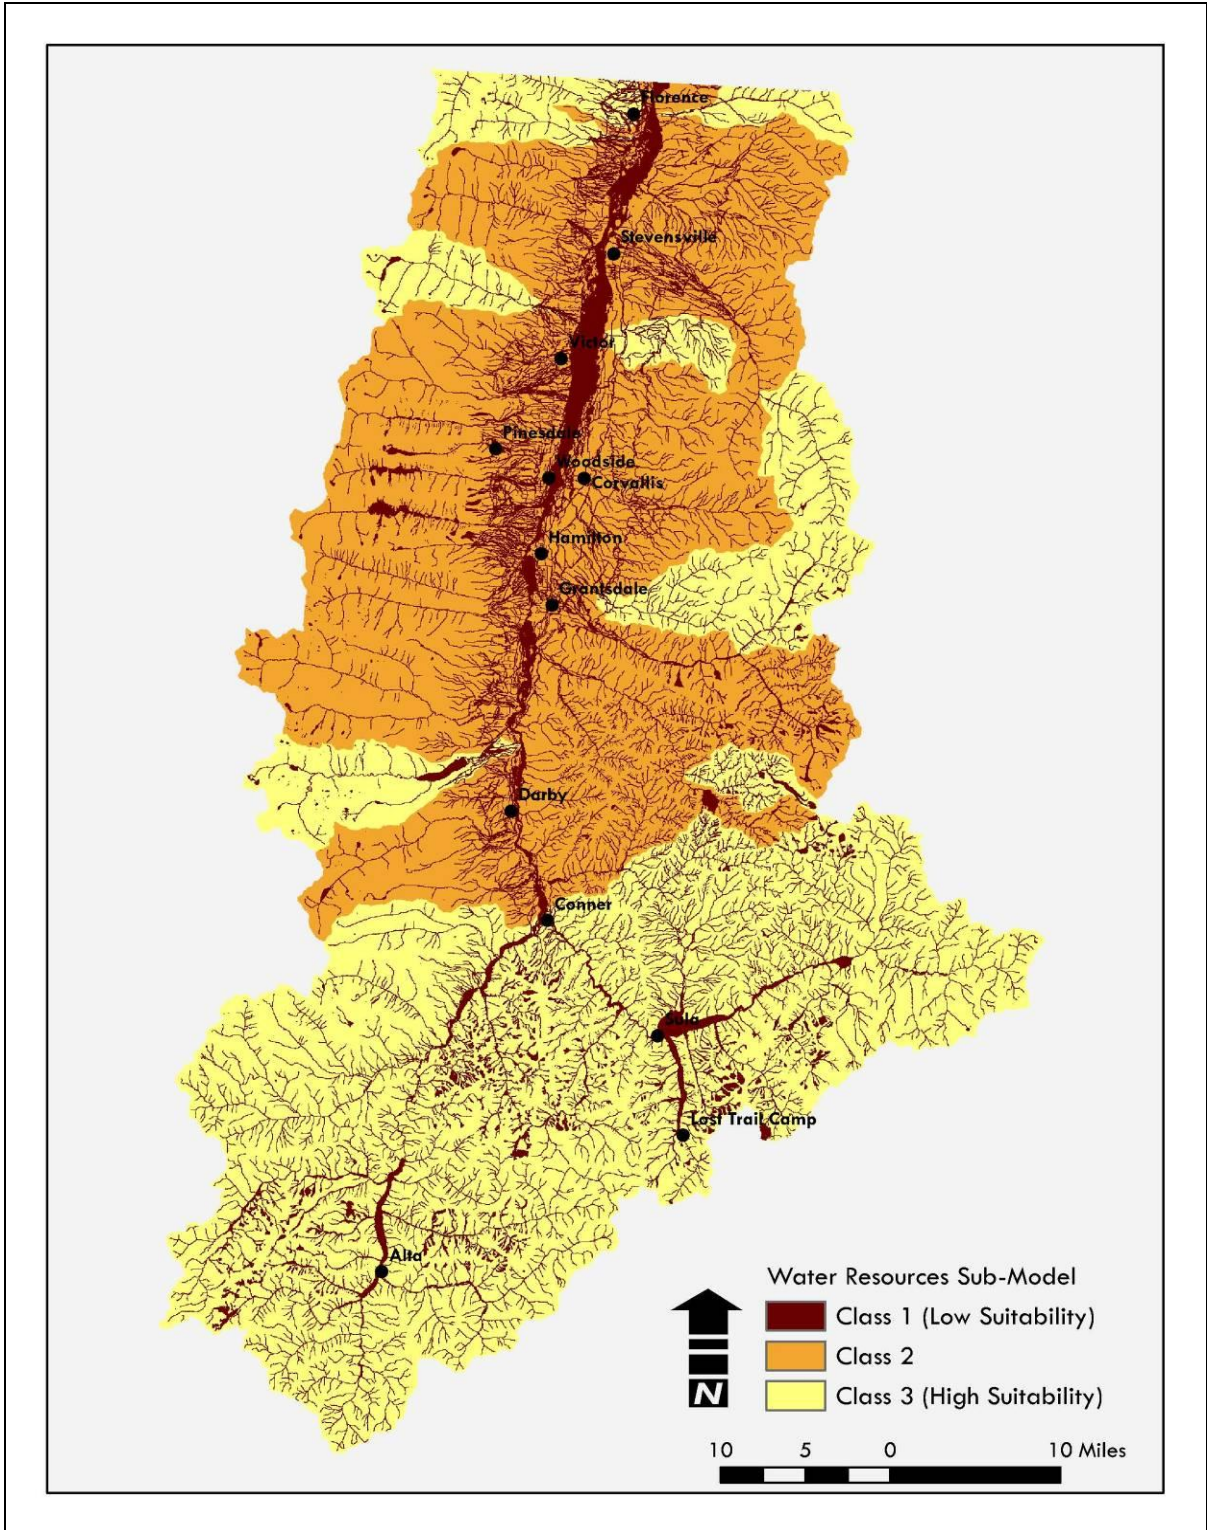 Florence
Stevensville
Victor
Pinesdale
Woodside
Corvallis
Hamilton
Grantsdale
Darby
Conner
Sula
Lost Trail Camp
Alta
Water Resources Sub-Model
Class 1 (Low Suitability)
Class 2
Class 3 (High Suitability)
N
10 5 0 10 Miles